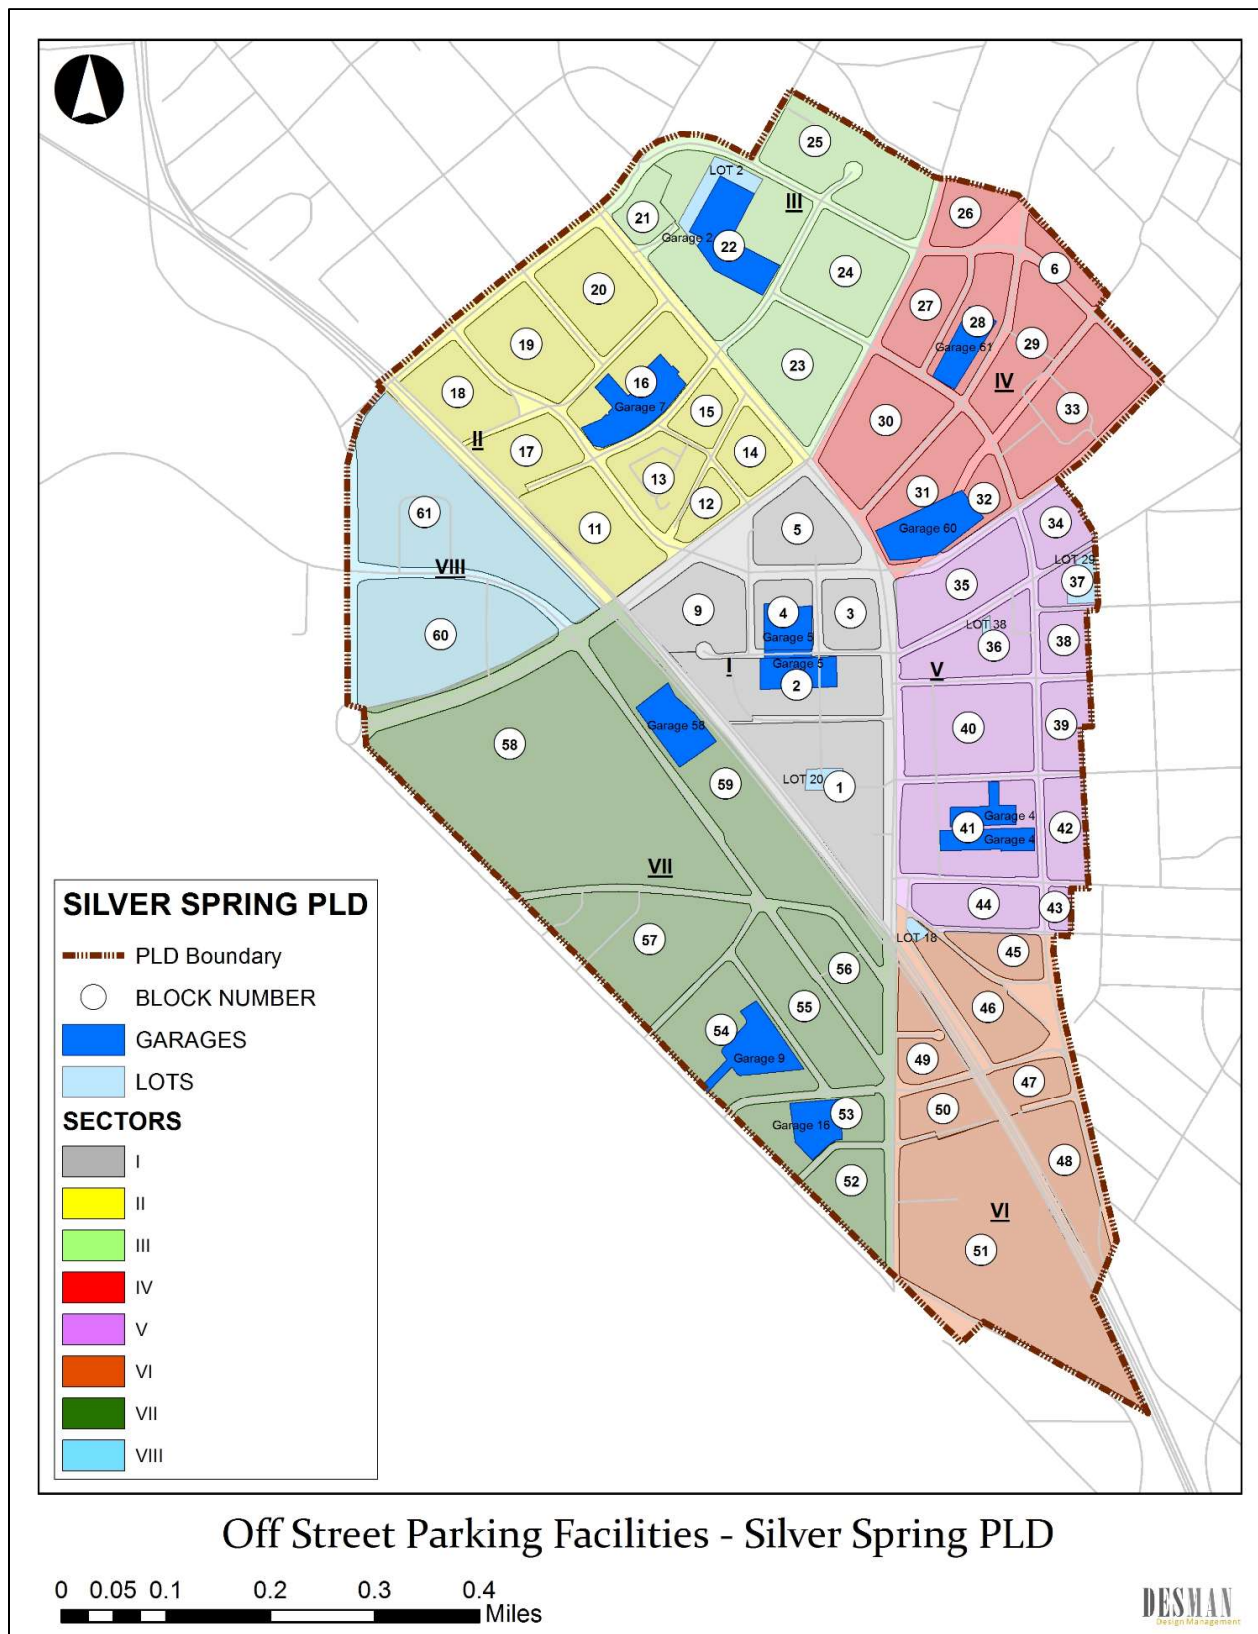 25
LOT 2
III
26
21
Garage 2
22
24
6
20
27
28
Garage 61
29
19
23
IV
18
16
Garage 7
15
33
30
II
17
14
13
12
31
32
34
61
11
5
Garage 60
LOT 29
VIII
35
37
9
4
3
60
Garage 5
LOT 38
36
38
Garage 5
I
2
V
58
Garage 58
40
39
59
LOT 20
1
Garage 4
41
42
Garage 4
VII
44
43
57
LOT 18
45
56
55
46
54
Garage 9
49
47
53
50
Garage 16
48
52
VI
51
SILVER SPRING PLD
PLD Boundary
BLOCK NUMBER
GARAGES
LOTS
SECTORS
I
II
III
IV
V
VI
VII
VIII
Off Street Parking Facilities - Silver Spring PLD
0 0.05 0.1 0.2 0.3 0.4
Miles
DESMAN
Design Management